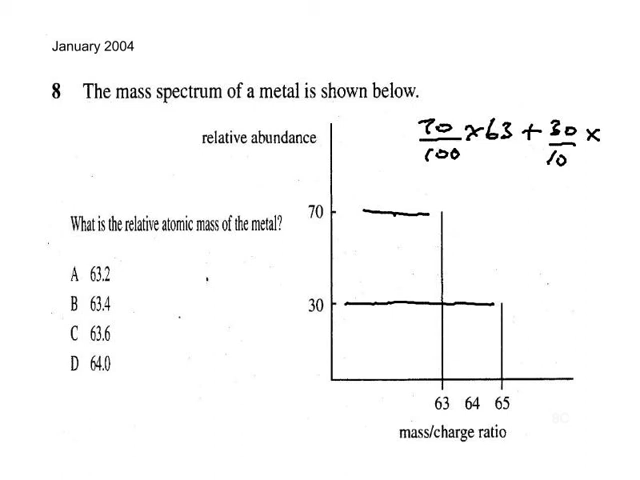 January 2004
8 The mass spectrum of a metal is shown below.
relative abundance
70/100 × 63 + 30/10 ×
70
What is the relative atomic mass of the metal?
A 63.2
B 63.4
C 63.6
D 64.0
30
63 64 65
mass/charge ratio